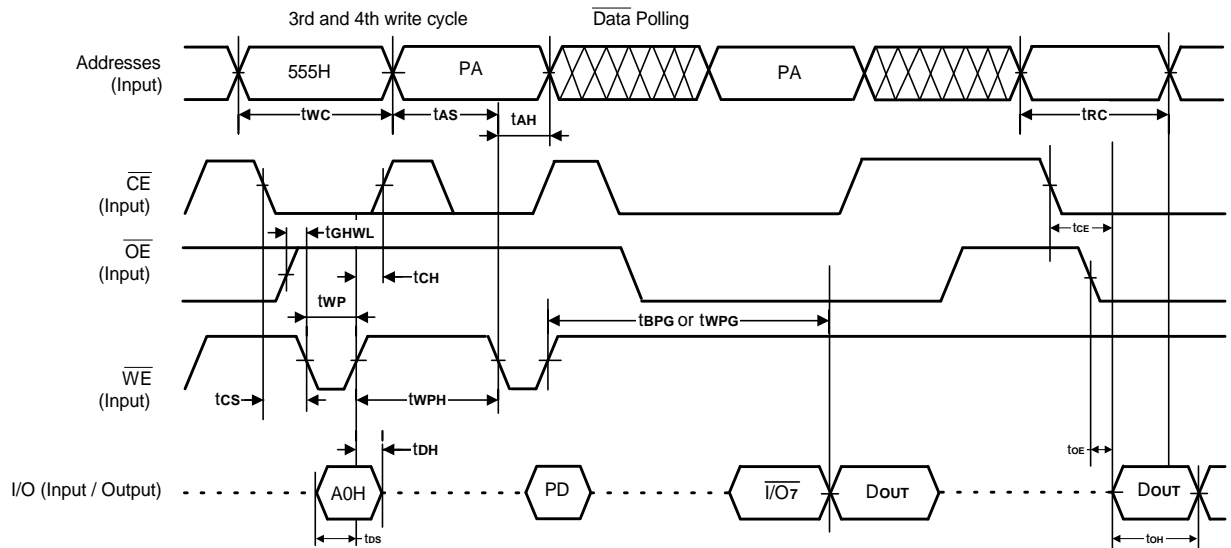 3rd and 4th write cycle
Data Polling
Addresses
(Input)
555H
PA
PA
tWC
tAS
tAH
tRC
CE
(Input)
tCE
tGHWL
OE
(Input)
tCH
tWP
tBPG or tWPG
WE
(Input)
tCS
tWPH
tDH
tOE
I/O (Input / Output)
A0H
PD
I/O7
DOUT
DOUT
tDS
tOH